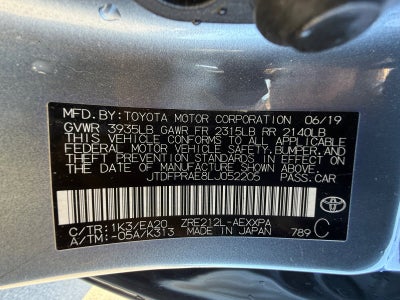 MFD. BY: TOYOTA MOTOR CORPORATION 06/19
GVWR 3935LB GAWR FR 2315LB RR 2140LB
THIS VEHICLE CONFORMS TO ALL APPLICABLE
FEDERAL MOTOR VEHICLE SAFETY, BUMPER, AND
THEFT PREVENTION STANDARDS IN EFFECT ON
THE DATE OF MANUFACTURE SHOWN ABOVE.
JTDFPRAE8LJ052205 PASS. CAR
C/TR: 1K3/EA20 ZRE212L-AEXXPA
A/TM: -05A/K313 MADE IN JAPAN 789 C